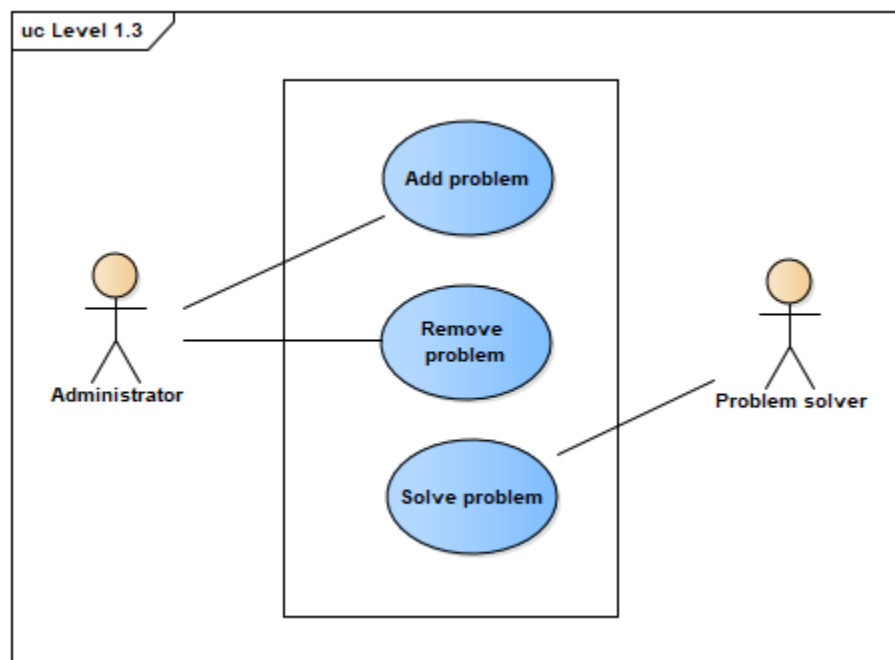 uc Level 1.3
Add problem
Remove
problem
Administrator
Problem solver
Solve problem